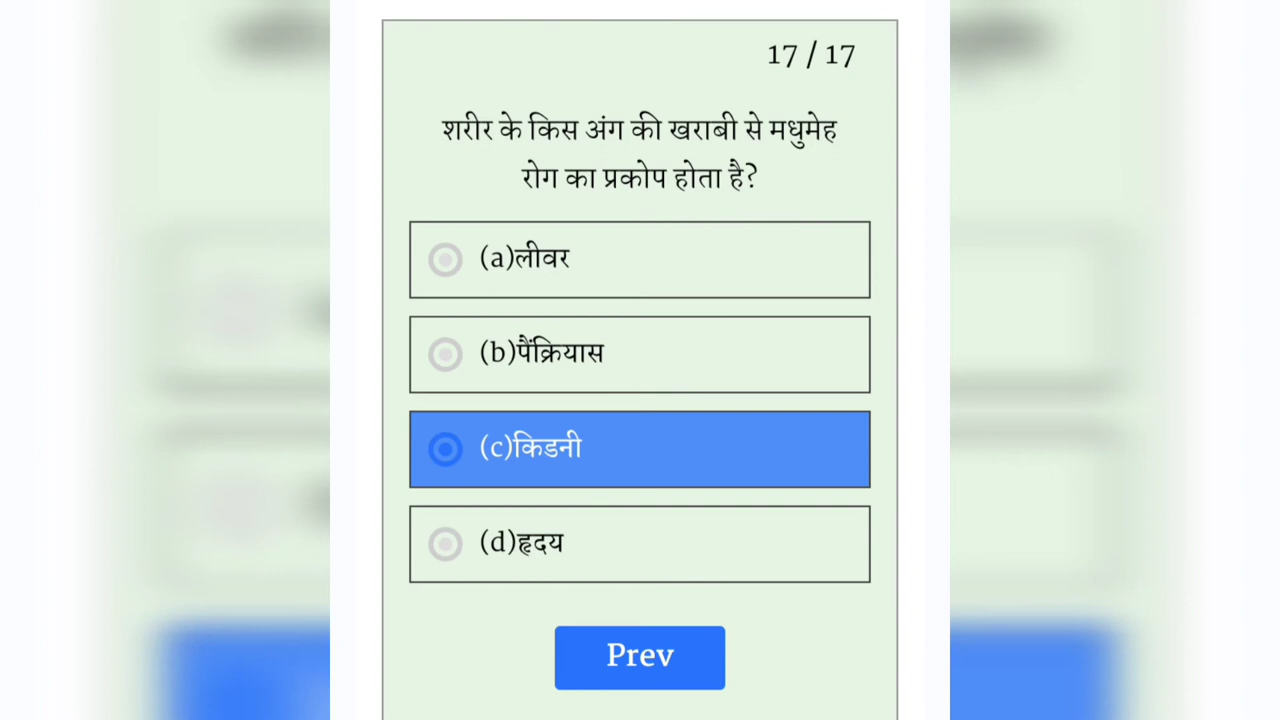 17 / 17
शरीर के किस अंग की खराबी से मधुमेह
रोग का प्रकोप होता है?
(a)लीवर
(b)पैंक्रियास
(c)किडनी
(d)हृदय
Prev